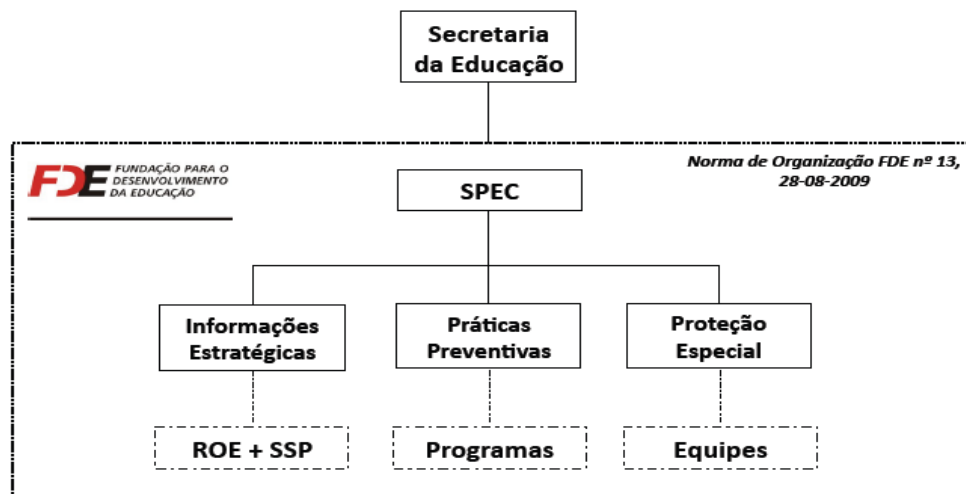 Secretaria
da Educação
FDE
FUNDAÇÃO PARA O
DESENVOLVIMENTO
DA EDUCAÇÃO
Norma de Organização FDE nº 13,
28-08-2009
SPEC
Informações
Estratégicas
Práticas
Preventivas
Proteção
Especial
ROE + SSP
Programas
Equipes